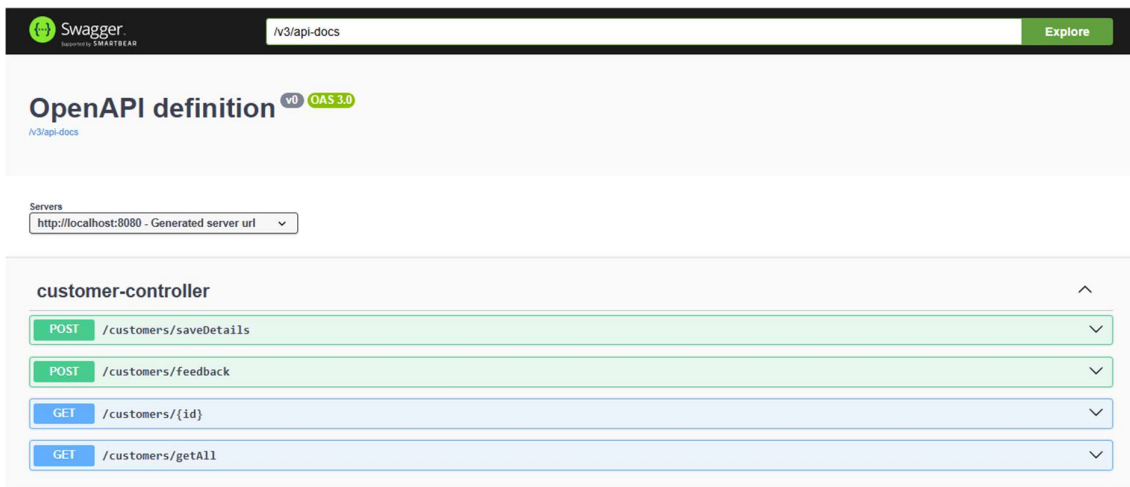 Swagger.
Supported by SMARTBEAR
/v3/api-docs
Explore
OpenAPI definition v0 OAS 3.0
/v3/api-docs
Servers
http://localhost:8080 - Generated server url
customer-controller
POST /customers/saveDetails
POST /customers/feedback
GET /customers/{id}
GET /customers/getAll